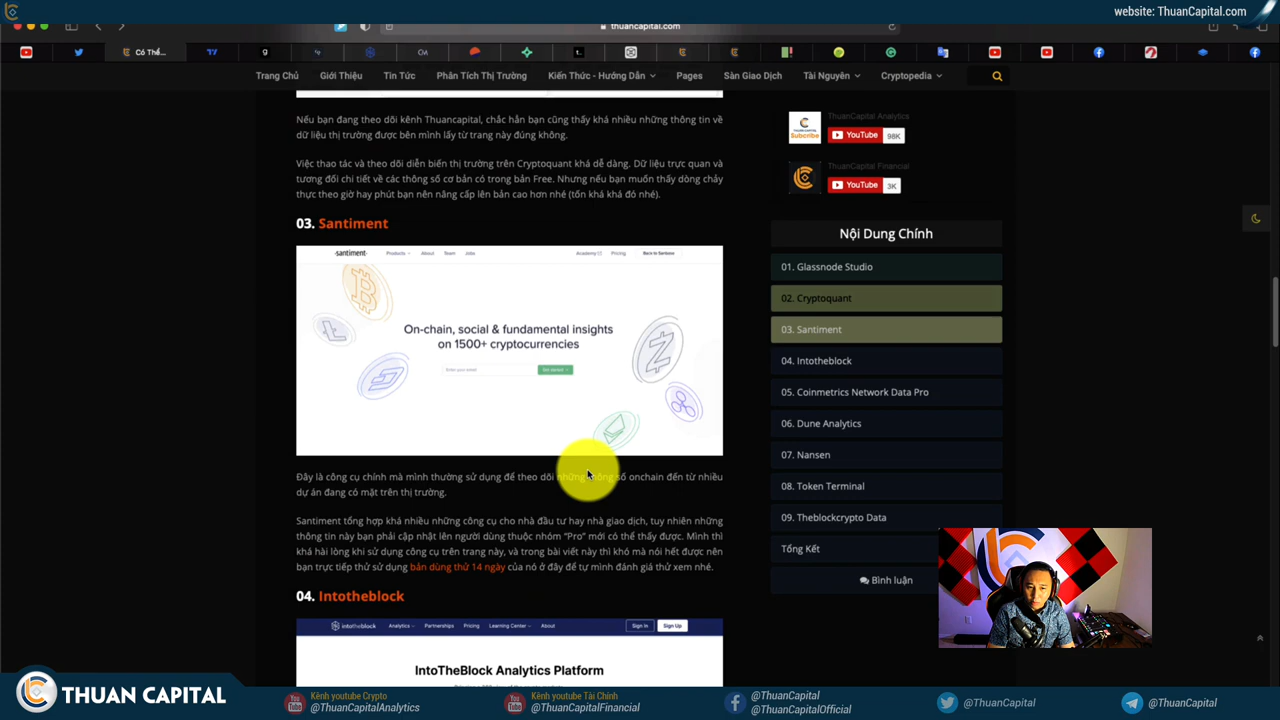 website: ThuanCapital.com
thuancapital.com
Có Thể...
Trang Chủ
Giới Thiệu
Tin Tức
Phân Tích Thị Trường
Kiến Thức - Hướng Dẫn
Pages
Sàn Giao Dịch
Tài Nguyên
Cryptopedia
Nếu bạn đang theo dõi kênh Thuancapital, chắc hẳn bạn cũng thấy khá nhiều những thông tin về
dữ liệu thị trường được bên mình lấy từ trang này đúng không.
Việc thao tác và theo dõi diễn biến thị trường trên Cryptoquant khá dễ dàng. Dữ liệu trực quan và
tương đối chi tiết về các thông số cơ bản có trong bản Free. Nhưng nếu bạn muốn thấy dòng chảy
thực theo giờ hay phút bạn nên nâng cấp lên bản cao hơn nhé (tốn khá khá đó nhé).
03. Santiment
·santiment·
Products
About
Team
Jobs
Academy
Pricing
Back to Sanbase
On-chain, social & fundamental insights
on 1500+ cryptocurrencies
Enter your email
Get started
Đây là công cụ chính mà mình thường sử dụng để theo dõi những thông số onchain đến từ nhiều
dự án đang có mặt trên thị trường.
Santiment tổng hợp khá nhiều những công cụ cho nhà đầu tư hay nhà giao dịch, tuy nhiên những
thông tin này bạn phải cập nhật lên người dùng thuộc nhóm “Pro” mới có thể thấy được. Mình thì
khá hài lòng khi sử dụng công cụ trên trang này, và trong bài viết này thì khó mà nói hết được nên
bạn trực tiếp thử sử dụng bản dùng thử 14 ngày của nó ở đây để tự mình đánh giá thử xem nhé.
04. Intotheblock
intotheblock
Analytics
Partnerships
Pricing
Learning Center
About
Sign In
Sign Up
IntoTheBlock Analytics Platform
ThuanCapital Analytics
THUANCAPITAL
Subcribe
YouTube
98K
ThuanCapital Financial
YouTube
3K
Nội Dung Chính
01. Glassnode Studio
02. Cryptoquant
03. Santiment
04. Intotheblock
05. Coinmetrics Network Data Pro
06. Dune Analytics
07. Nansen
08. Token Terminal
09. Theblockcrypto Data
Tổng Kết
Bình luận
THUAN CAPITAL
Kênh youtube Crypto
@ThuanCapitalAnalytics
Kênh youtube Tài Chính
@ThuanCapitalFinancial
@ThuanCapital
@ThuanCapitalOfficial
@ThuanCapital
@ThuanCapital